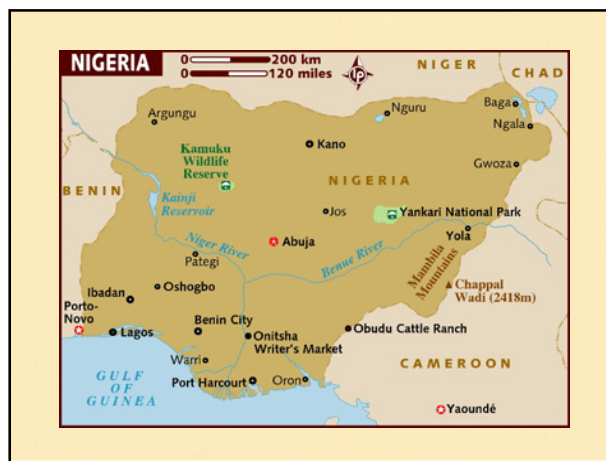 NIGERIA
0 200 km
0 120 miles
LP
NIGER
CHAD
Argungu
Nguru
Baga
Ngala
Kano
Kamuku
Wildlife
Reserve
Gwoza
BENIN
NIGERIA
Kainji
Reservoir
Jos
Yankari National Park
Niger River
Abuja
Yola
Pategi
Benue River
Mambila
Mountains
Chappal
Wadi (2418m)
Ibadan
Oshogbo
Porto-
Novo
Lagos
Benin City
Onitsha
Writer's Market
Obudu Cattle Ranch
Warri
CAMEROON
GULF
OF
GUINEA
Port Harcourt
Oron
Yaoundé